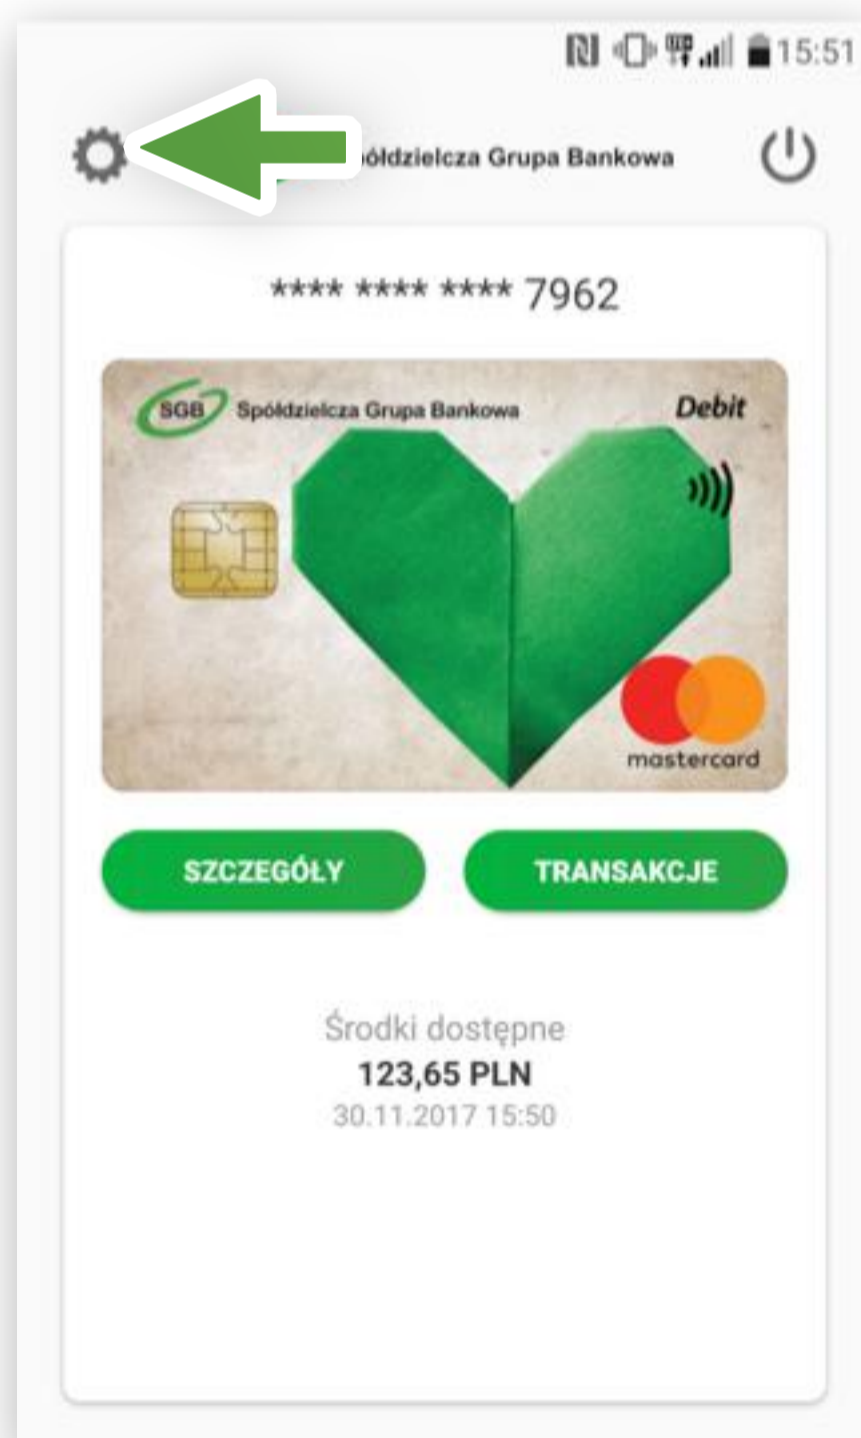 15:51
ółdzielcza Grupa Bankowa
**** **** **** 7962
SGB Spółdzielcza Grupa Bankowa
Debit
mastercard
SZCZEGÓŁY
TRANSAKCJE
Środki dostępne
123,65 PLN
30.11.2017 15:50